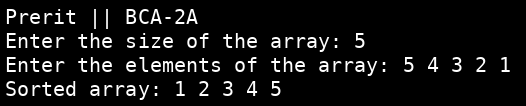 Prerit || BCA-2A
Enter the size of the array: 5
Enter the elements of the array: 5 4 3 2 1
Sorted array: 1 2 3 4 5